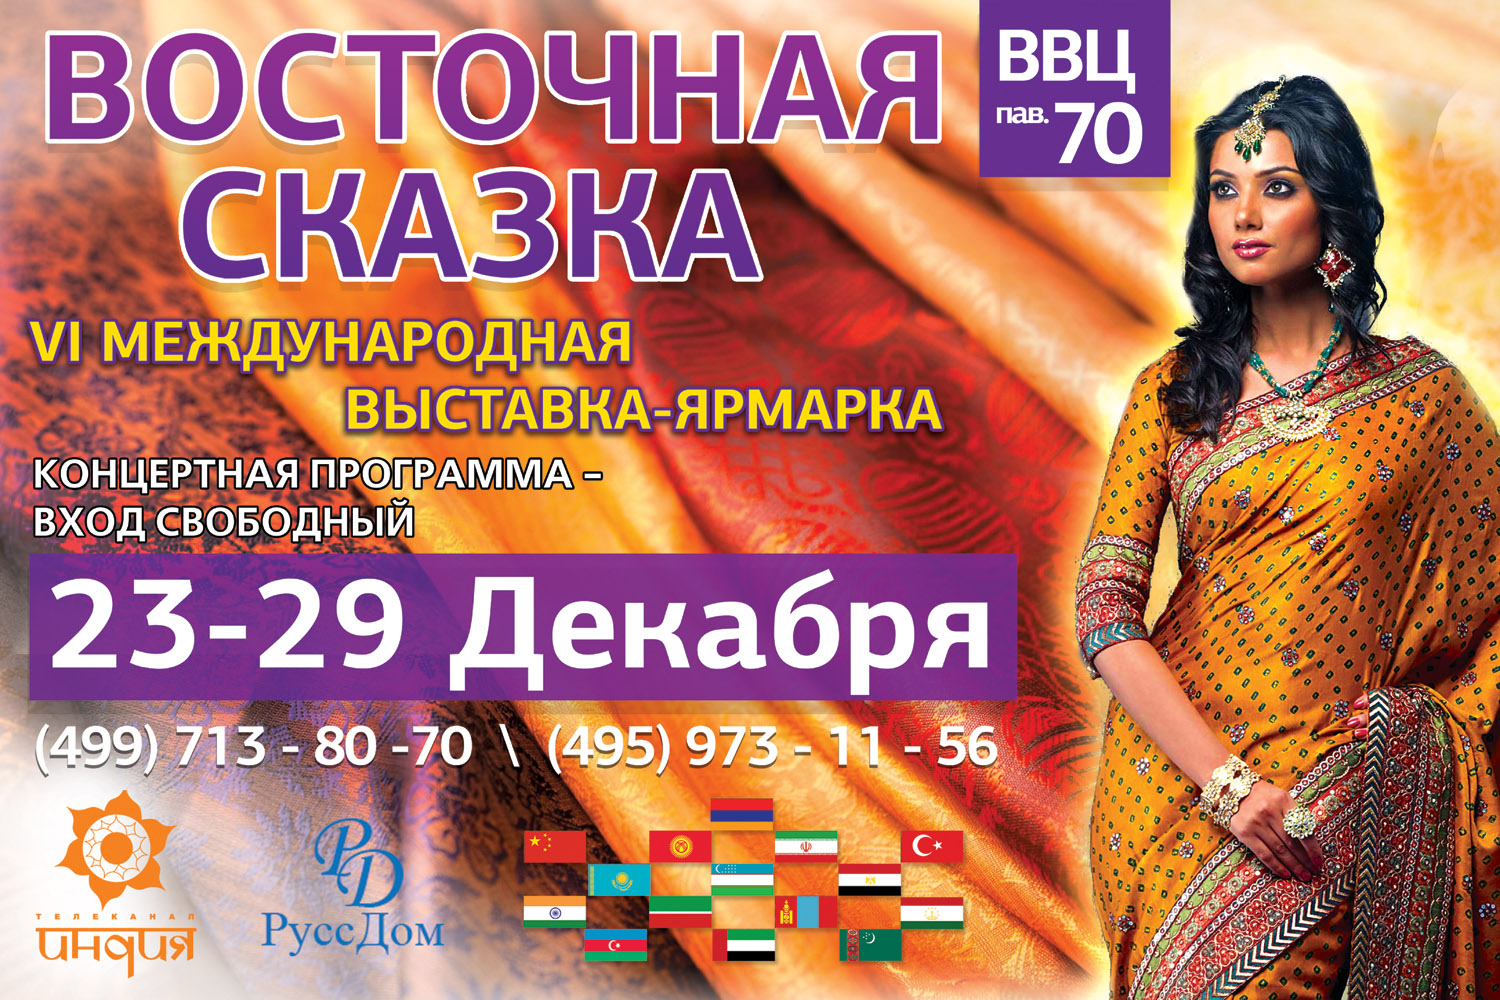 ВОСТОЧНАЯ
СКАЗКА
ВВЦ
пав. 70
VI МЕЖДУНАРОДНАЯ
ВЫСТАВКА-ЯРМАРКА
КОНЦЕРТНАЯ ПРОГРАММА –
ВХОД СВОБОДНЫЙ
23-29 Декабря
(499) 713 - 80 -70 \ (495) 973 - 11 - 56
ТЕЛЕКАНАЛ
ИНДИЯ
РД
РуссДом